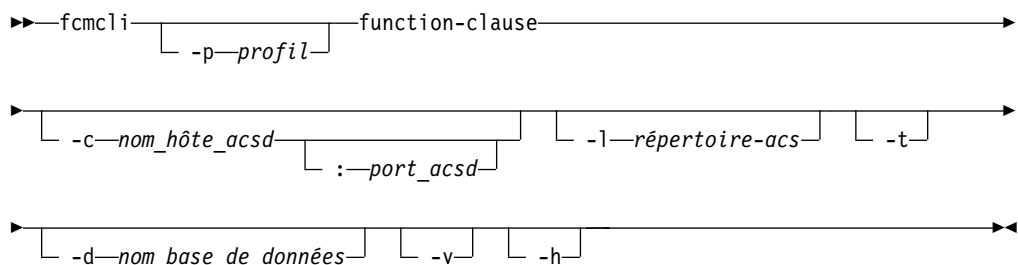 fcmcli -p profil function-clause
-c nom_hôte_acsd : port_acsd -l répertoire-acs -t
-d nom base de données -v -h